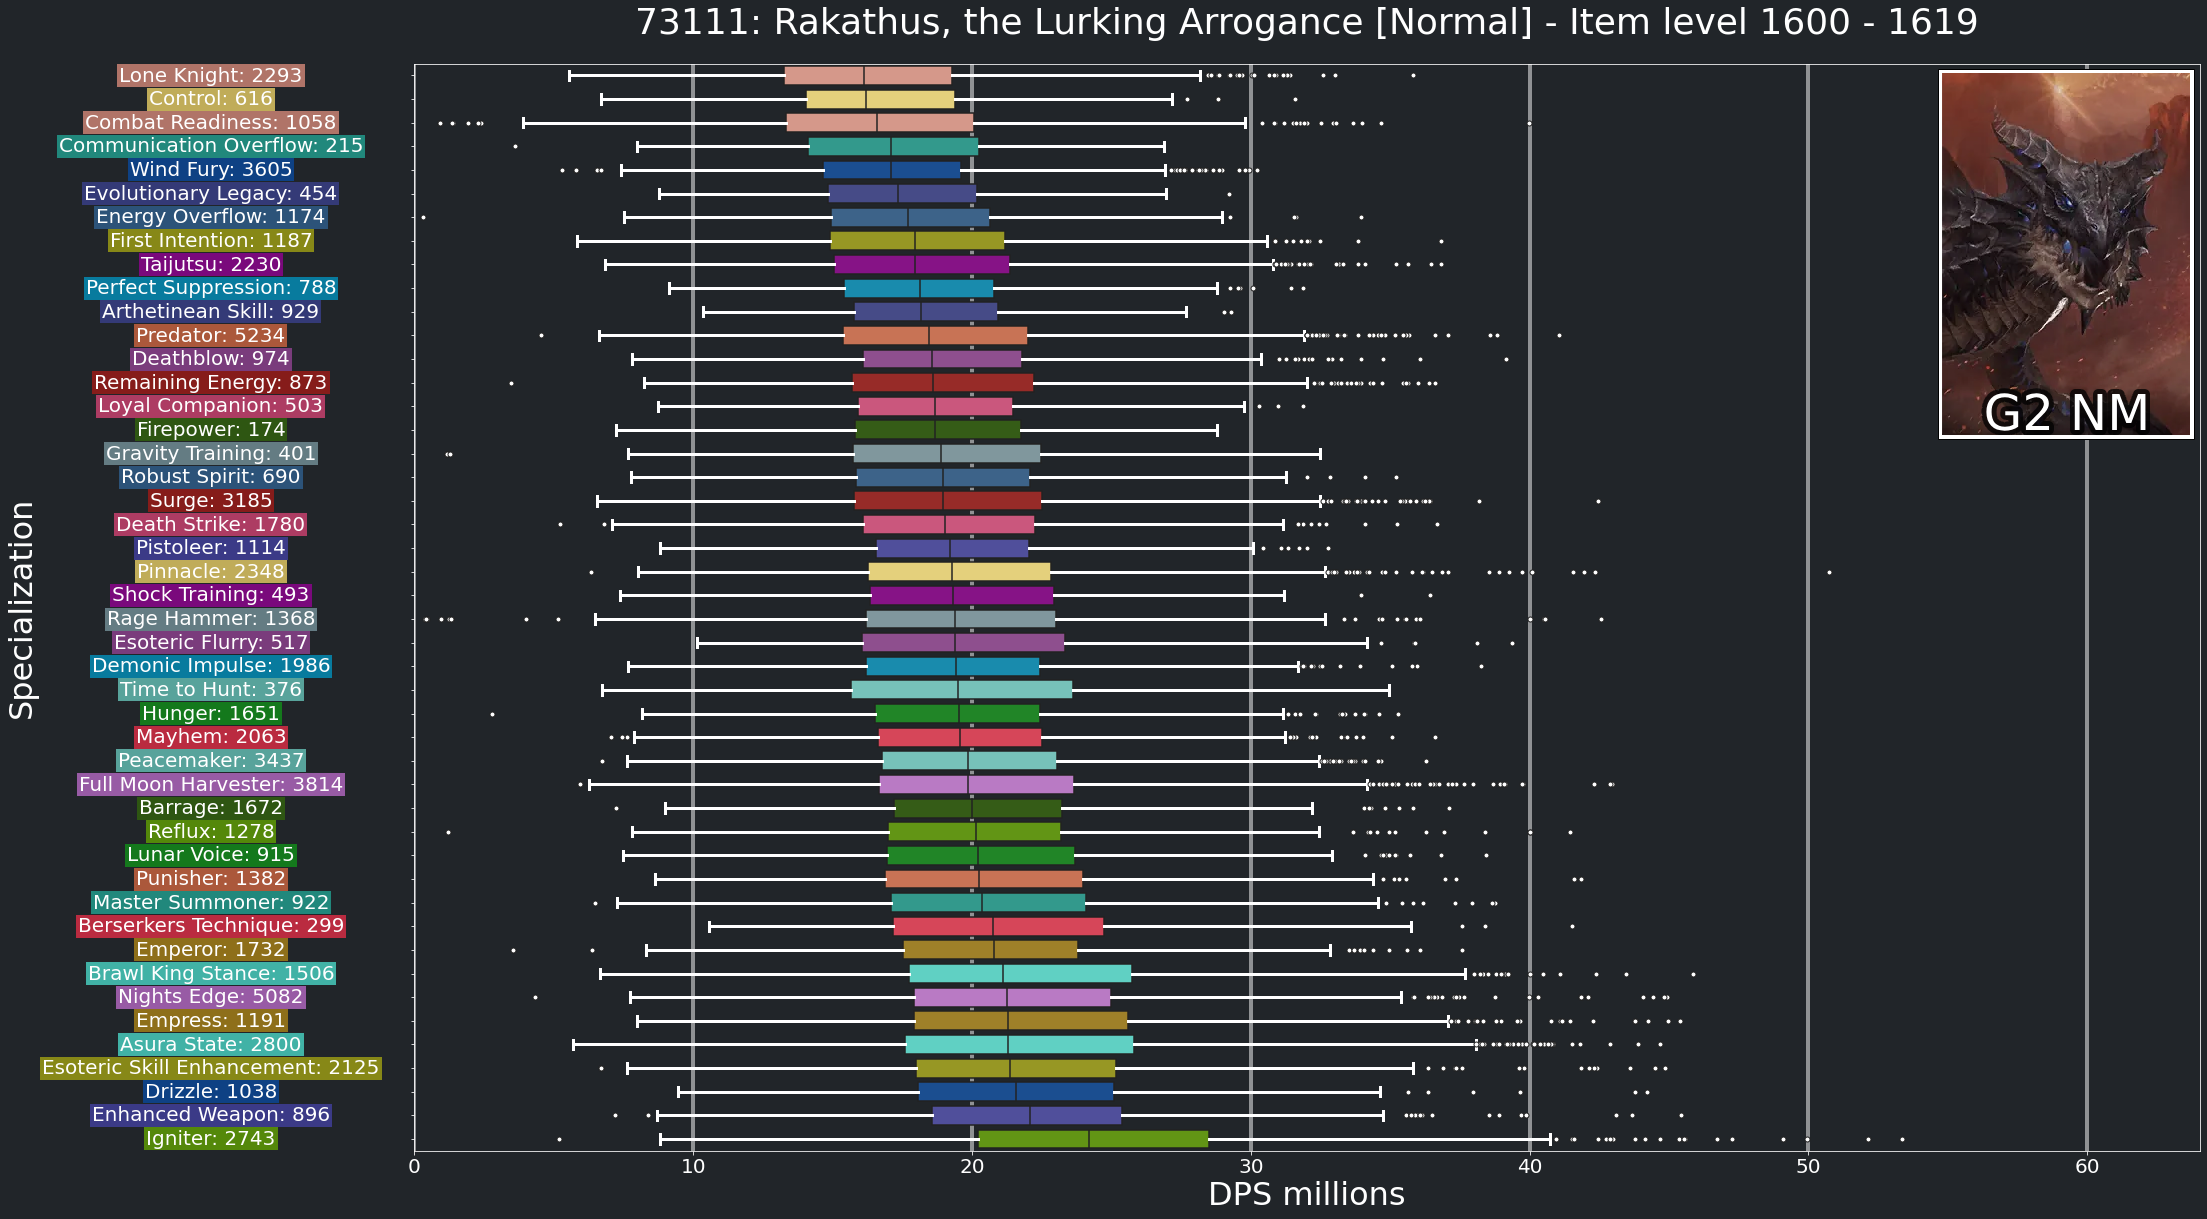 73111: Rakathus, the Lurking Arrogance [Normal] - Item level 1600 - 1619
Specialization
Lone Knight: 2293
Control: 616
Combat Readiness: 1058
Communication Overflow: 215
Wind Fury: 3605
Evolutionary Legacy: 454
Energy Overflow: 1174
First Intention: 1187
Taijutsu: 2230
Perfect Suppression: 788
Arthetinean Skill: 929
Predator: 5234
Deathblow: 974
Remaining Energy: 873
Loyal Companion: 503
Firepower: 174
Gravity Training: 401
Robust Spirit: 690
Surge: 3185
Death Strike: 1780
Pistoleer: 1114
Pinnacle: 2348
Shock Training: 493
Rage Hammer: 1368
Esoteric Flurry: 517
Demonic Impulse: 1986
Time to Hunt: 376
Hunger: 1651
Mayhem: 2063
Peacemaker: 3437
Full Moon Harvester: 3814
Barrage: 1672
Reflux: 1278
Lunar Voice: 915
Punisher: 1382
Master Summoner: 922
Berserkers Technique: 299
Emperor: 1732
Brawl King Stance: 1506
Nights Edge: 5082
Empress: 1191
Asura State: 2800
Esoteric Skill Enhancement: 2125
Drizzle: 1038
Enhanced Weapon: 896
Igniter: 2743
G2 NM
0 10 20 30 40 50 60
DPS millions